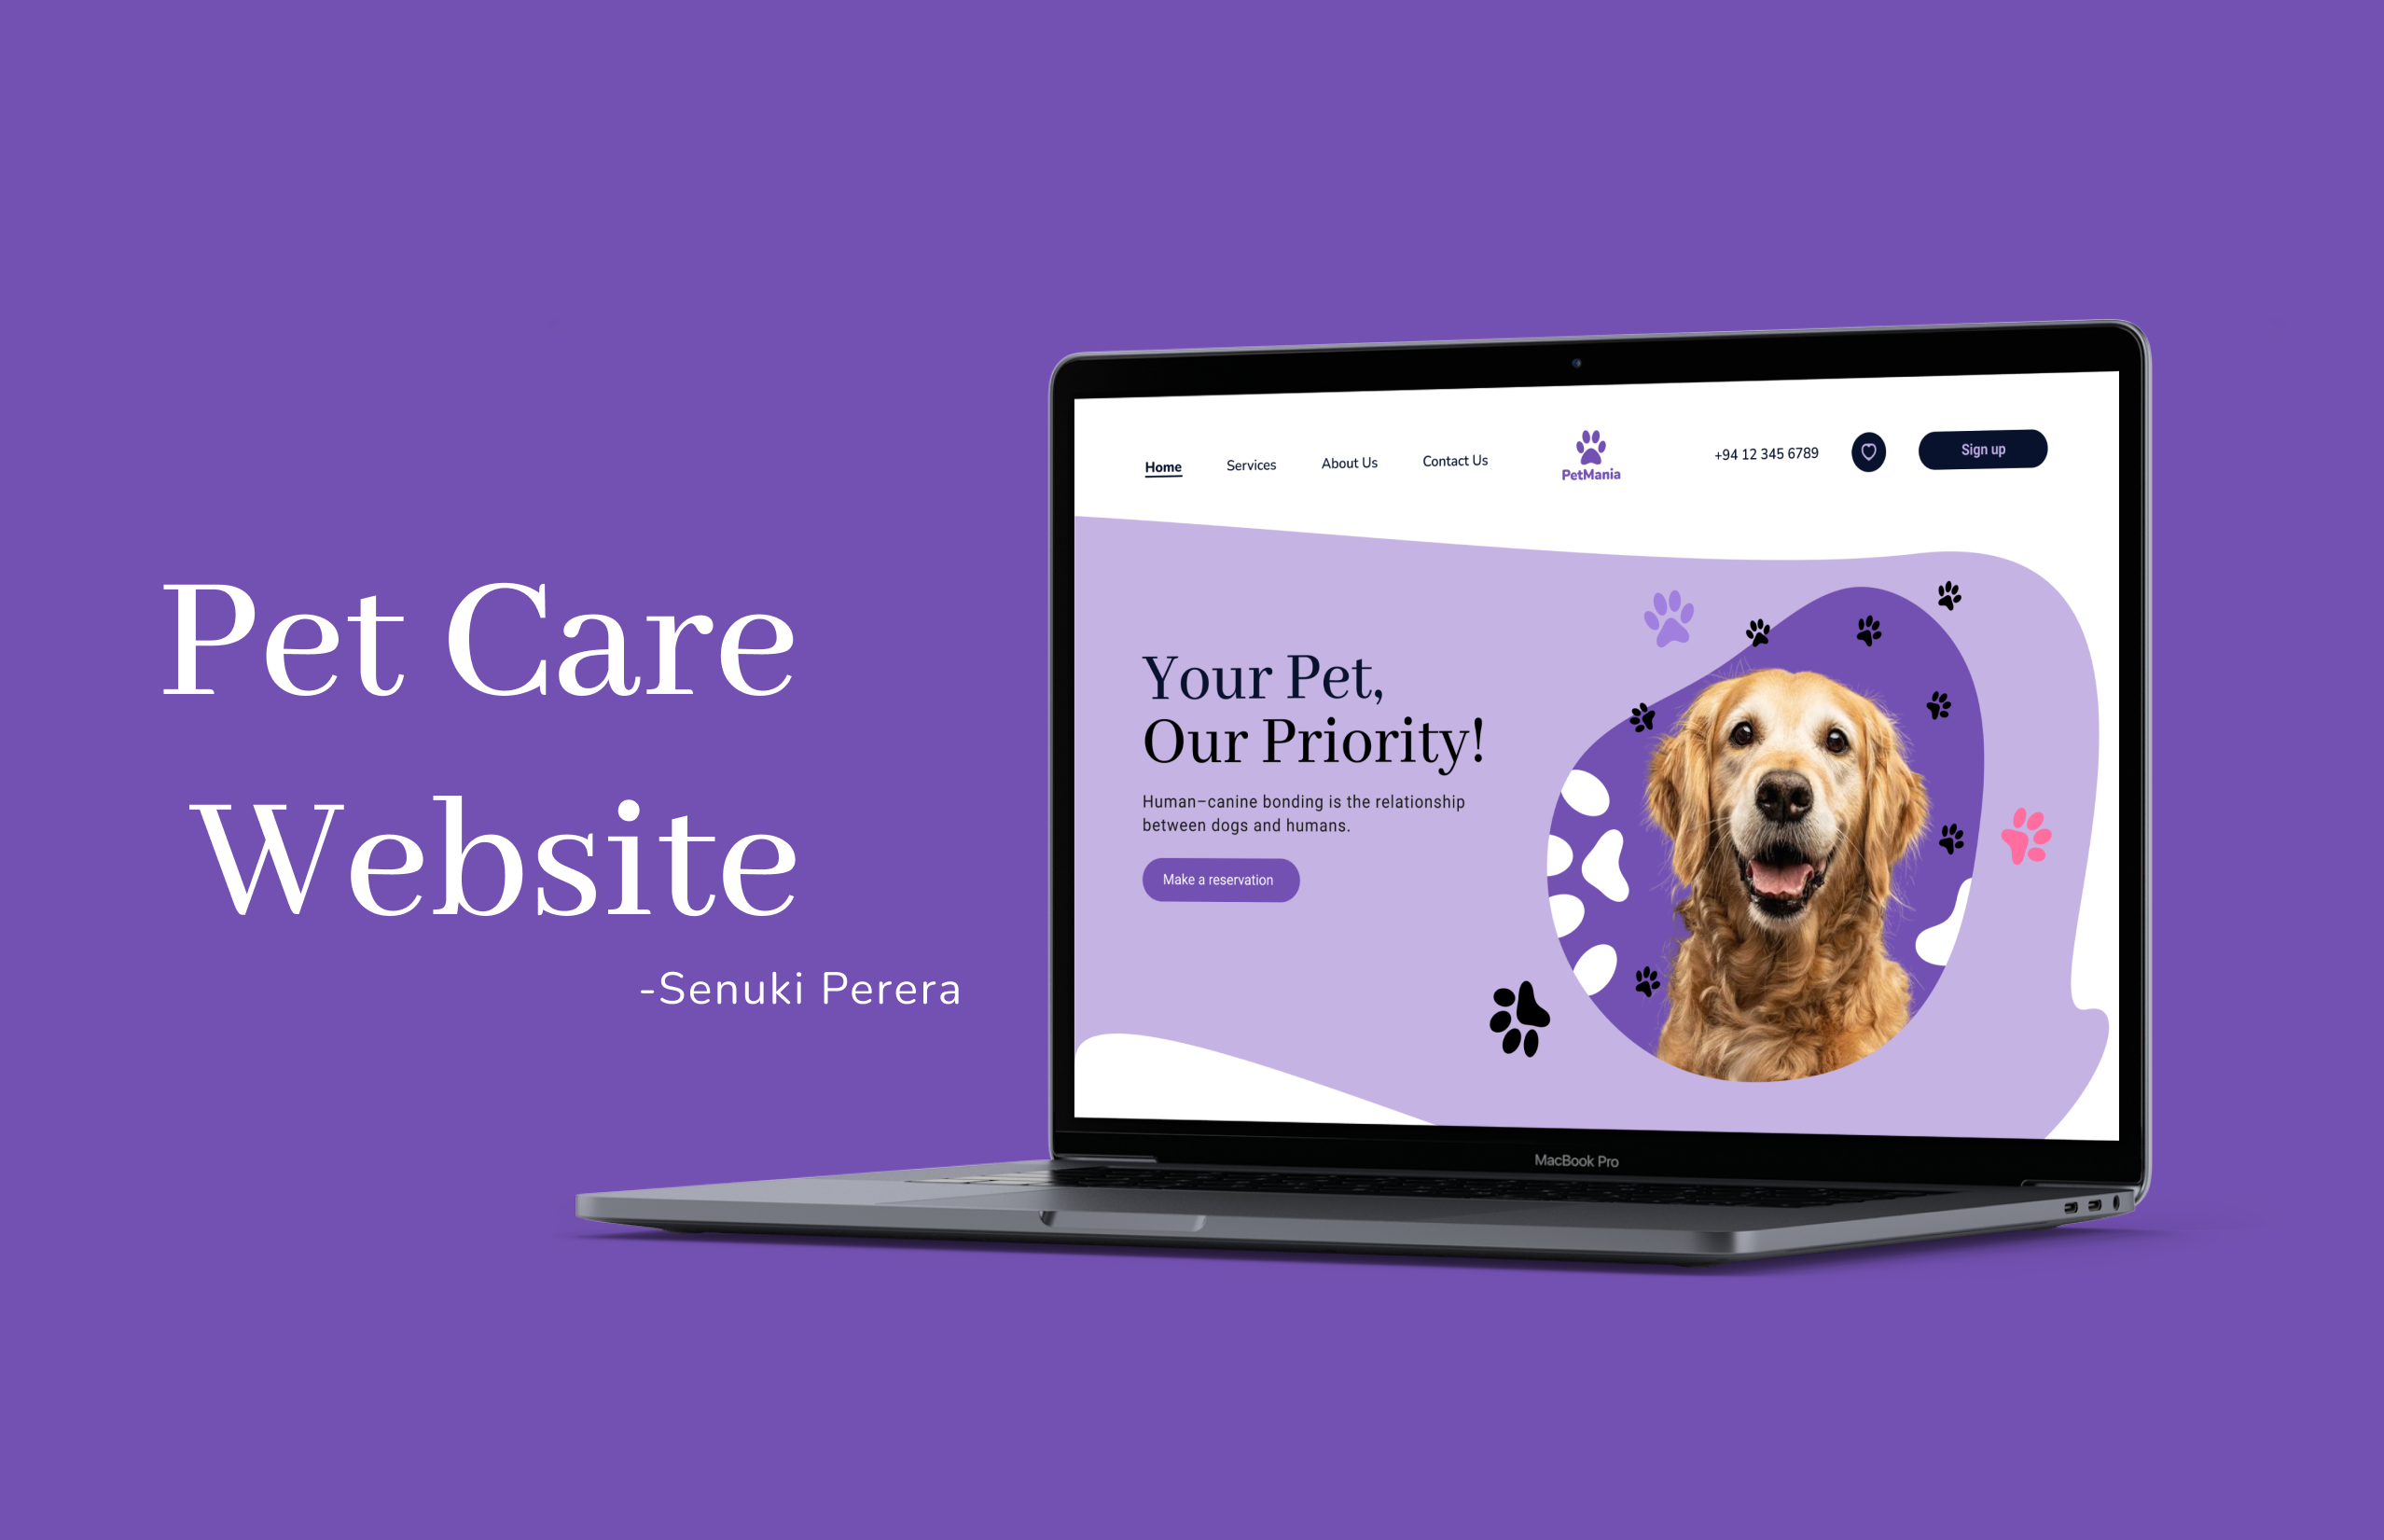 Pet Care
Website
-Senuki Perera
Home
Services
About Us
Contact Us
PetMania
+94 12 345 6789
Sign up
Your Pet,
Our Priority!
Human–canine bonding is the relationship
between dogs and humans.
Make a reservation
MacBook Pro